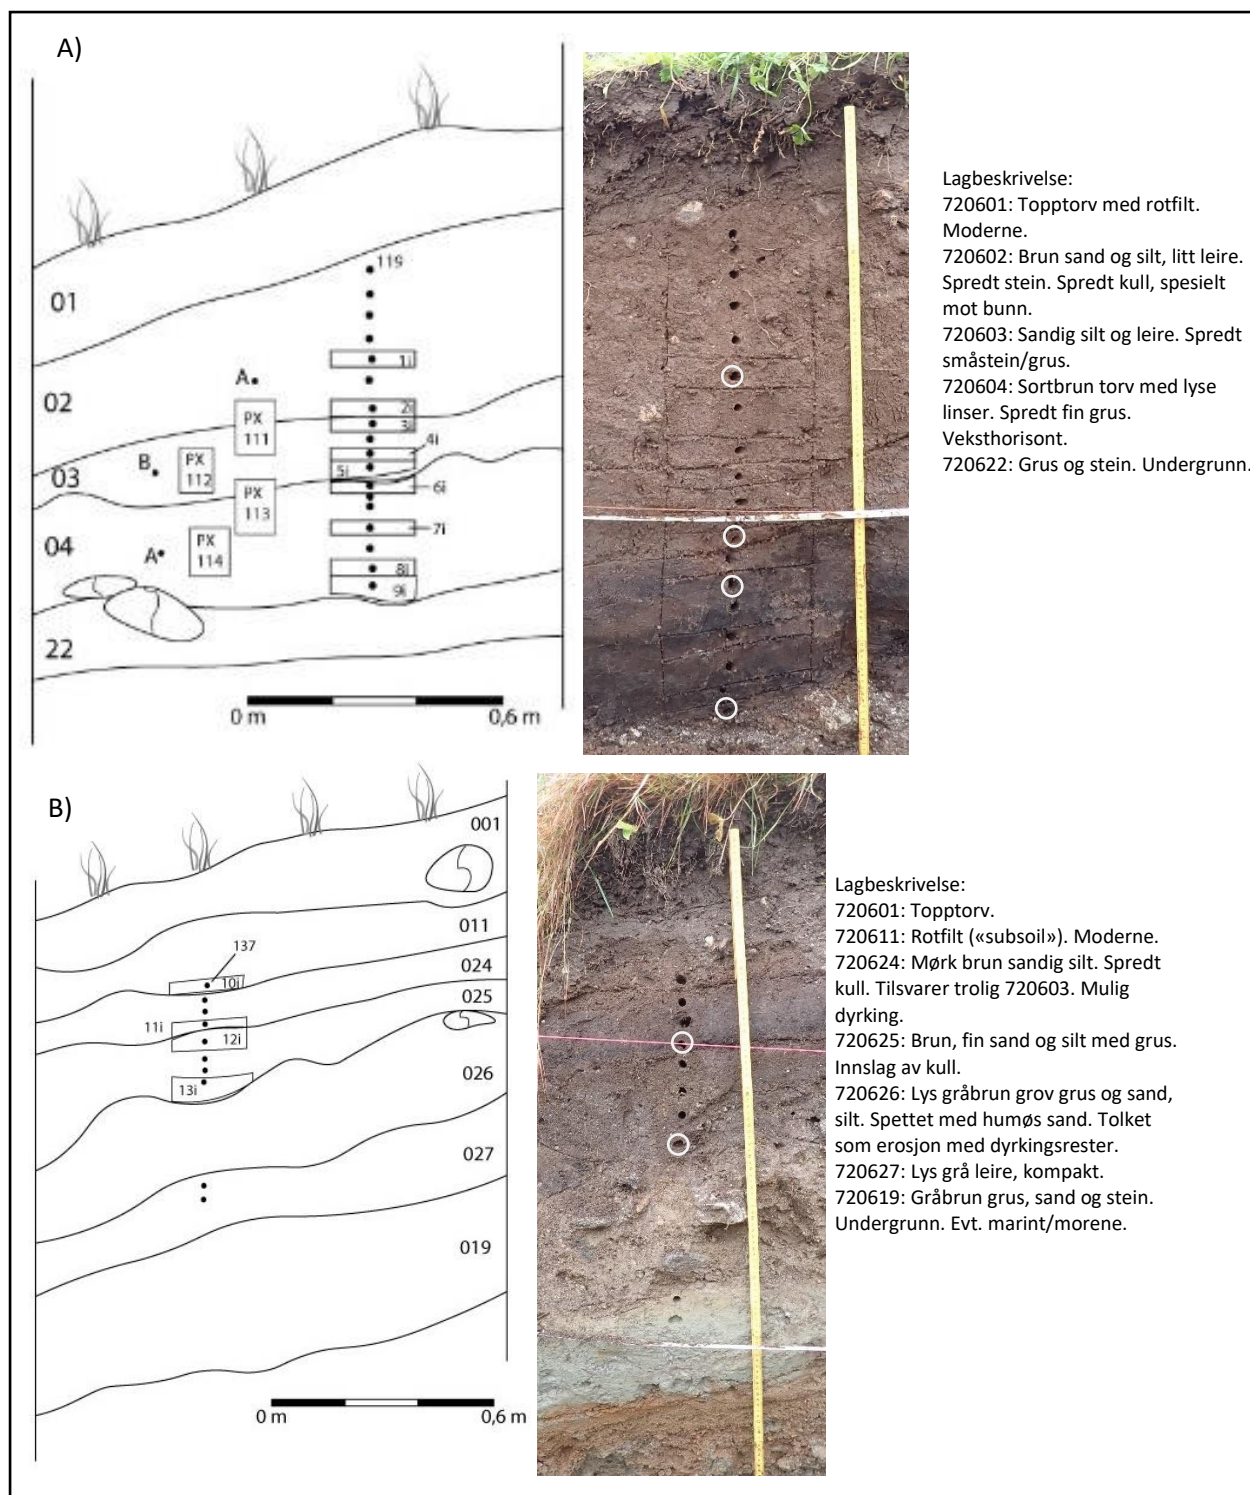 A)
119
01
1i
A
02
2i
PX
111
3i
4i
B
PX
112
5i
03
6i
PX
113
7i
04
PX
114
A
8i
9i
22
0 m
0,6 m
Lagbeskrivelse:
720601: Topptorv med rotfilt.
Moderne.
720602: Brun sand og silt, litt leire.
Spredt stein. Spredt kull, spesielt
mot bunn.
720603: Sandig silt og leire. Spredt
småstein/grus.
720604: Sortbrun torv med lyse
linser. Spredt fin grus.
Veksthorisont.
720622: Grus og stein. Undergrunn.
B)
001
011
137
024
10i
025
11i
12i
026
13i
027
019
0 m
0,6 m
Lagbeskrivelse:
720601: Topptorv.
720611: Rotfilt («subsoil»). Moderne.
720624: Mørk brun sandig silt. Spredt
kull. Tilsvarer trolig 720603. Mulig
dyrking.
720625: Brun, fin sand og silt med grus.
Innslag av kull.
720626: Lys gråbrun grov grus og sand,
silt. Spettet med humøs sand. Tolket
som erosjon med dyrkingsrester.
720627: Lys grå leire, kompakt.
720619: Gråbrun grus, sand og stein.
Undergrunn. Evt. marint/morene.